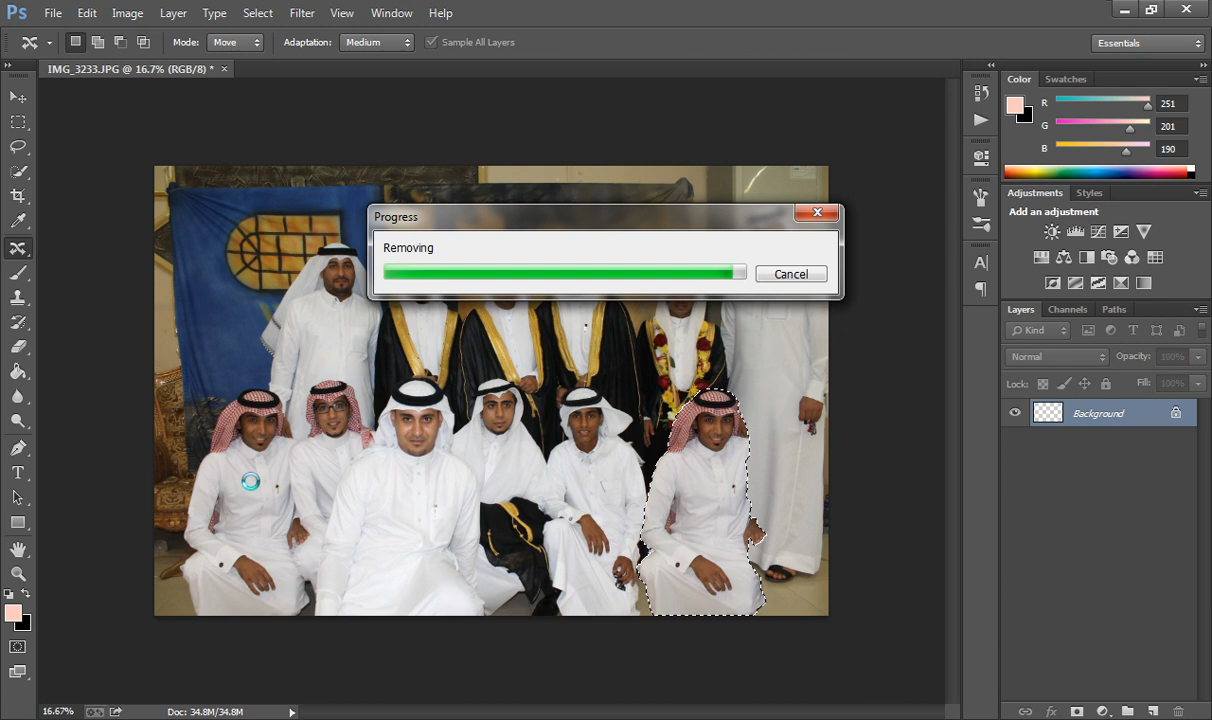 Ps File Edit Image Layer Type Select Filter View Window Help
Mode: Move Adaptation: Medium Sample All Layers Essentials
IMG_3233.JPG @ 16.7% (RGB/8) * ×
Color Swatches
R 251
G 201
B 190
Adjustments Styles
Add an adjustment
Progress
Removing
Cancel
Layers Channels Paths
Kind
Normal Opacity: 100%
Lock: Fill: 100%
Background
16.67% Doc: 34.8M/34.8M